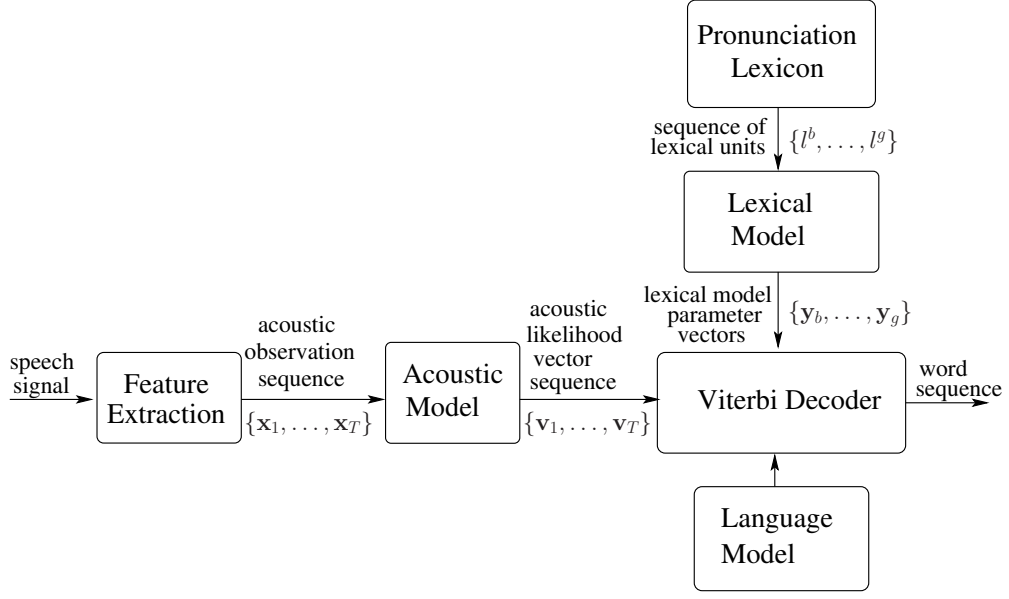 Pronunciation
Lexicon
sequence of
lexical units
{l^b, . . . , l^g}
Lexical
Model
lexical model
parameter
vectors
{y_b, . . . , y_g}
speech
signal
Feature
Extraction
acoustic
observation
sequence
{x_1, . . . , x_T}
Acoustic
Model
acoustic
likelihood
vector
sequence
{v_1, . . . , v_T}
Viterbi Decoder
word
sequence
Language
Model